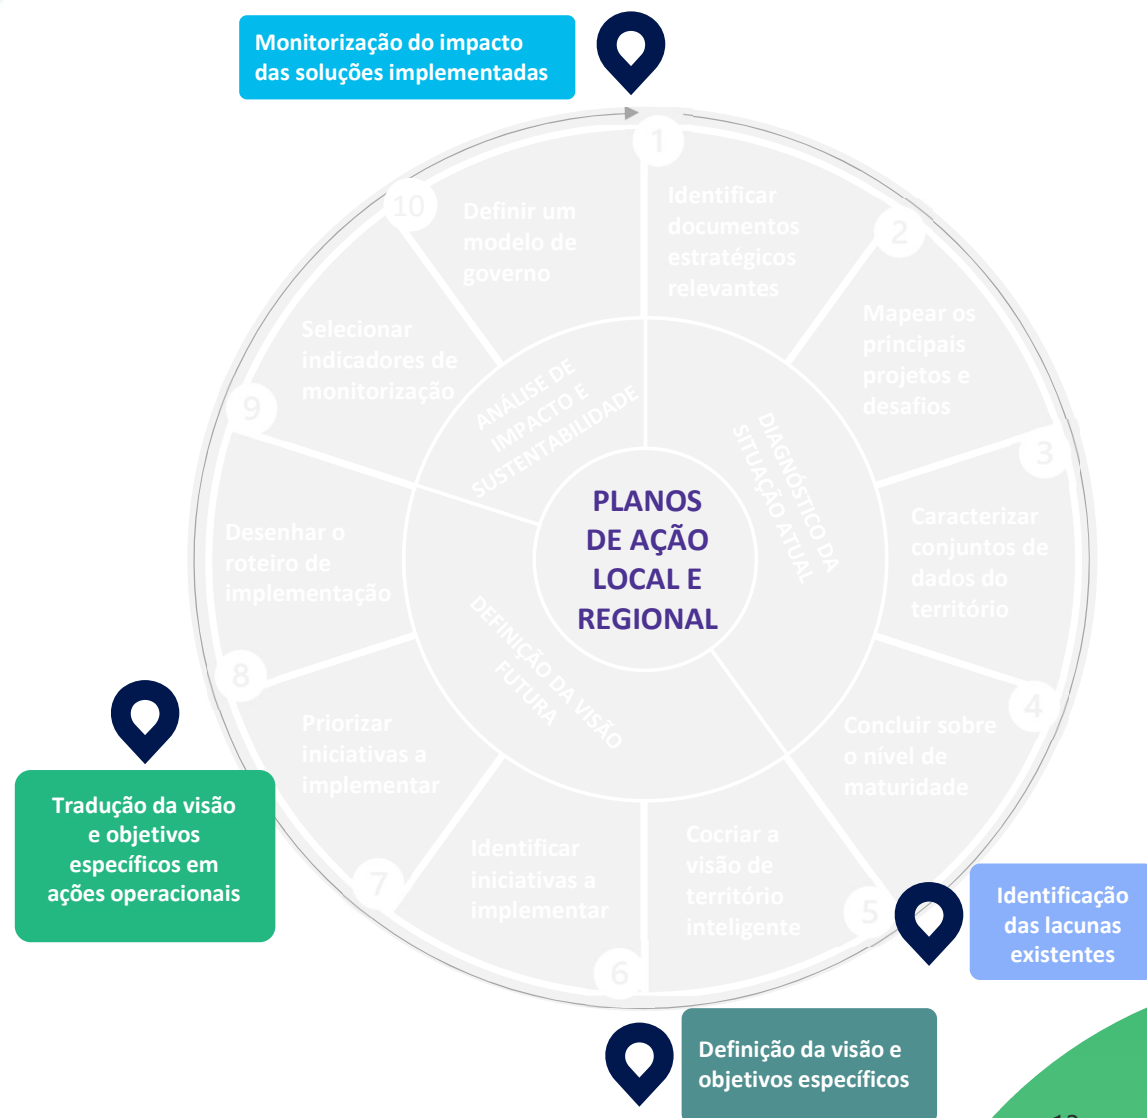 Monitorização do impacto
das soluções implementadas
1
Identificar
documentos
estratégicos
relevantes
2
Mapear os
principais
projetos e
desafios
3
Caracterizar
conjuntos de
dados do
território
4
Concluir sobre
o nível de
maturidade
5
Cocriar a
visão de
território
inteligente
6
Identificar
iniciativas a
implementar
7
Priorizar
iniciativas a
implementar
8
Desenhar o
roteiro de
implementação
9
Selecionar
indicadores de
monitorização
10
Definir um
modelo de
governo
DIAGNÓSTICO DA
SITUAÇÃO ATUAL
DEFINIÇÃO DA VISÃO
FUTURA
ANÁLISE DE
IMPACTO E
SUSTENTABILIDADE
PLANOS
DE AÇÃO
LOCAL E
REGIONAL
Tradução da visão
e objetivos
específicos em
ações operacionais
Identificação
das lacunas
existentes
Definição da visão e
objetivos específicos